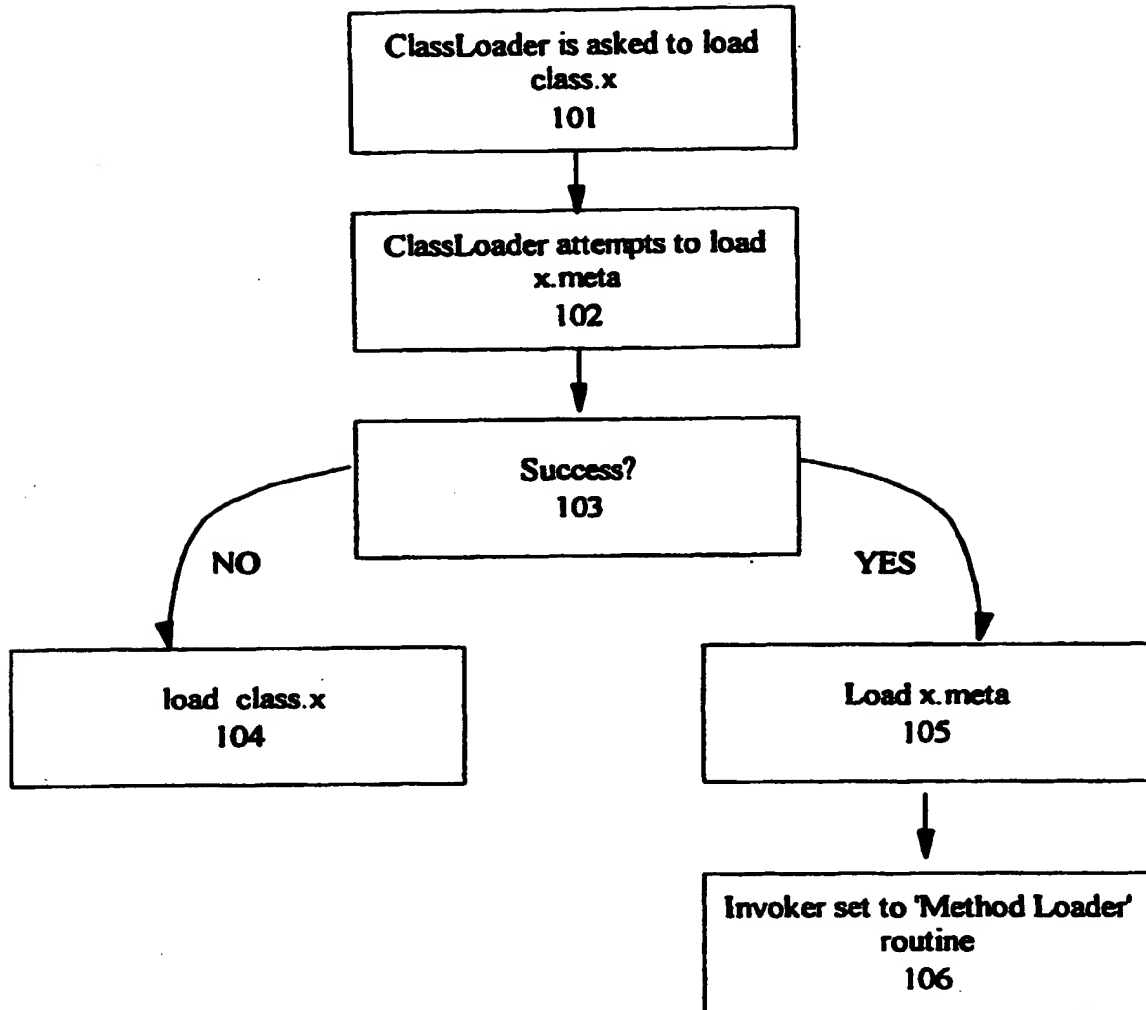 ClassLoader is asked to load
class.x
101
ClassLoader attempts to load
x.meta
102
Success?
103
NO
YES
load class.x
104
Load x.meta
105
Invoker set to 'Method Loader'
routine
106